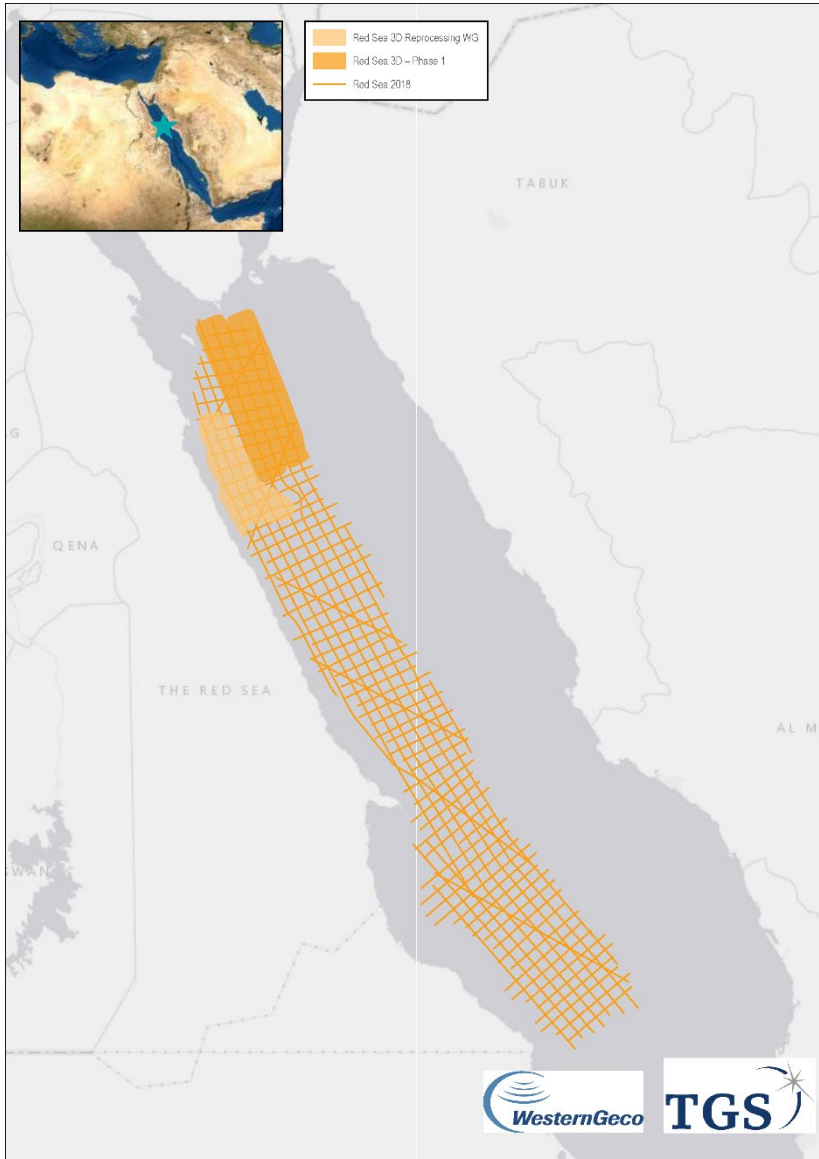 Red Sea 3D Reprocessing WG
Red Sea 3D – Phase 1
Red Sea 2018
TABUK
G
QENA
THE RED SEA
AL M
SWAN
WesternGeco
TGS